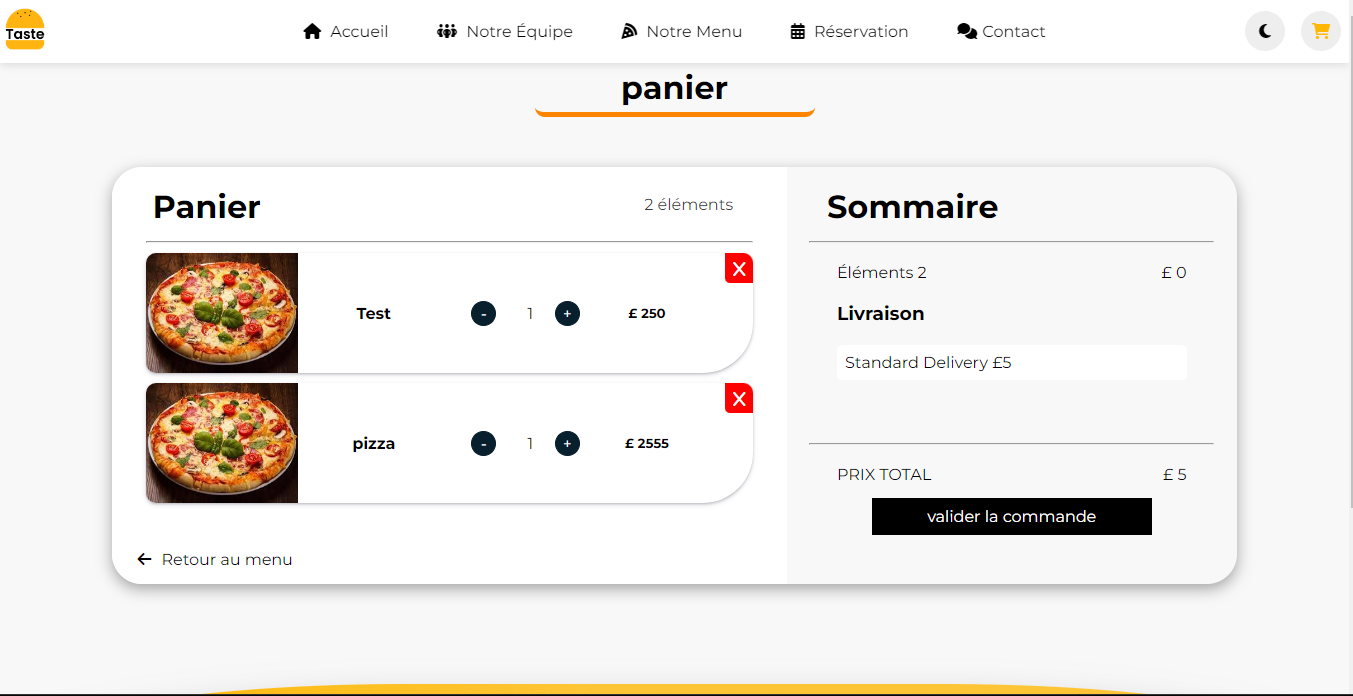 Taste
Accueil
Notre Équipe
Notre Menu
Réservation
Contact
panier
Panier
2 éléments
Test
-
1
+
£ 250
X
pizza
-
1
+
£ 2555
X
Retour au menu
Sommaire
Éléments 2
£ 0
Livraison
Standard Delivery £5
PRIX TOTAL
£ 5
valider la commande